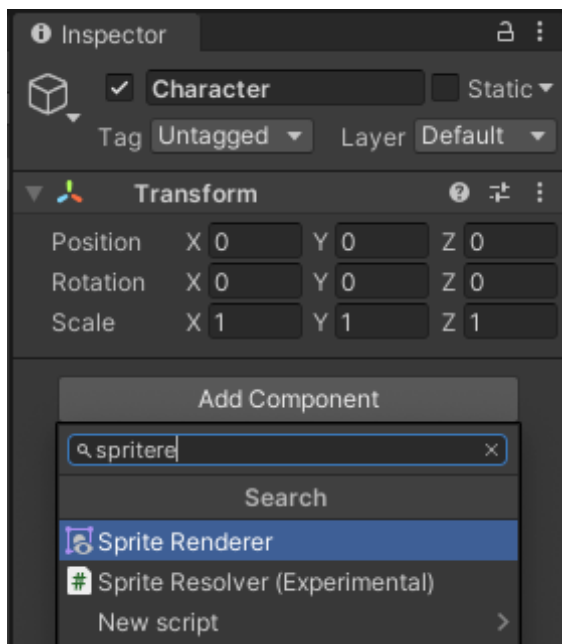 Inspector
Character Static
Tag Untagged Layer Default
Transform
Position X 0 Y 0 Z 0
Rotation X 0 Y 0 Z 0
Scale X 1 Y 1 Z 1
Add Component
spritere
Search
Sprite Renderer
# Sprite Resolver (Experimental)
New script